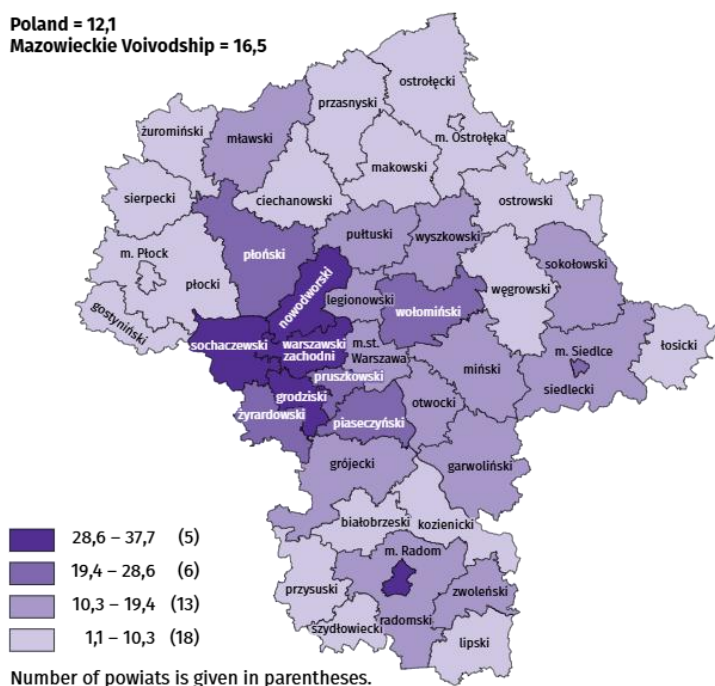 Poland = 12,1
Mazowieckie Voivodship = 16,5
ostrołęcki
przasnyski
żuromiński
mławski
m. Ostrołęka
makowski
sierpecki
ciechanowski
ostrowski
pułtuski
wyszkowski
m. Płock
płoński
sokołowski
płocki
nowodworski
węgrowski
legionowski
wołomiński
gostyniński
sochaczewski
warszawski
zachodni
m.st.
Warszawa
m. Siedlce
łosicki
pruszkowski
miński
siedlecki
grodziski
otwocki
żyrardowski
piaseczyński
grójecki
garwoliński
białobrzeski
kozienicki
m. Radom
przysuski
zwoleński
szydłowiecki
radomski
lipski
28,6 – 37,7 (5)
19,4 – 28,6 (6)
10,3 – 19,4 (13)
1,1 – 10,3 (18)
Number of powiats is given in parentheses.